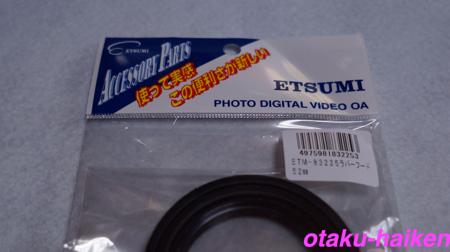 ETSUMI
ACCESSORY PARTS
使って実感
この便利さが新しい
ETSUMI
PHOTO DIGITAL VIDEO OA
4975981832253
ETM-83225ラバーフード
52㎜
otaku-haiken